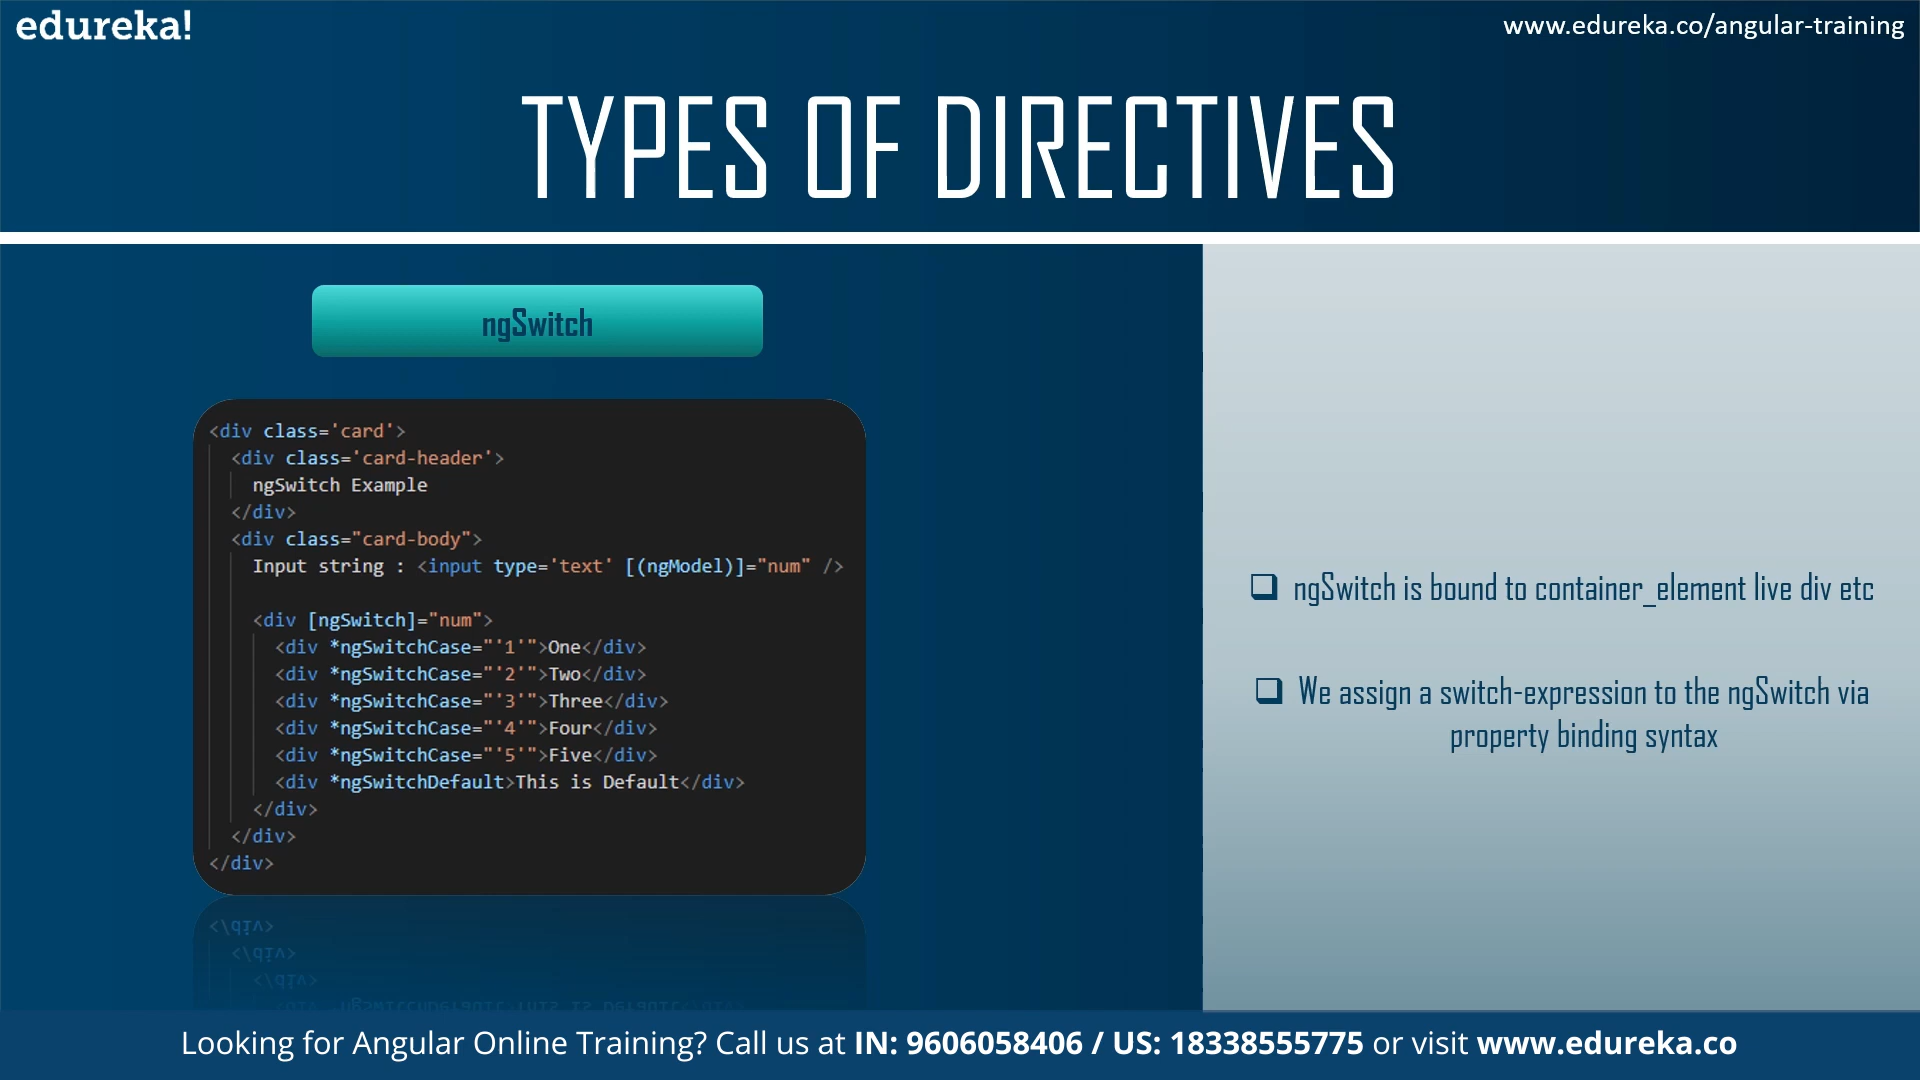 edureka!
www.edureka.co/angular-training
TYPES OF DIRECTIVES
ngSwitch
<div class='card'>
<div class='card-header'>
ngSwitch Example
</div>
<div class="card-body">
Input string : <input type='text' [(ngModel)]="num" />
<div [ngSwitch]="num">
<div *ngSwitchCase="'1'">One</div>
<div *ngSwitchCase="'2'">Two</div>
<div *ngSwitchCase="'3'">Three</div>
<div *ngSwitchCase="'4'">Four</div>
<div *ngSwitchCase="'5'">Five</div>
<div *ngSwitchDefault>This is Default</div>
</div>
</div>
</div>
ngSwitch is bound to container_element live div etc
We assign a switch-expression to the ngSwitch via
property binding syntax
Looking for Angular Online Training? Call us at IN: 9606058406 / US: 18338555775 or visit www.edureka.co